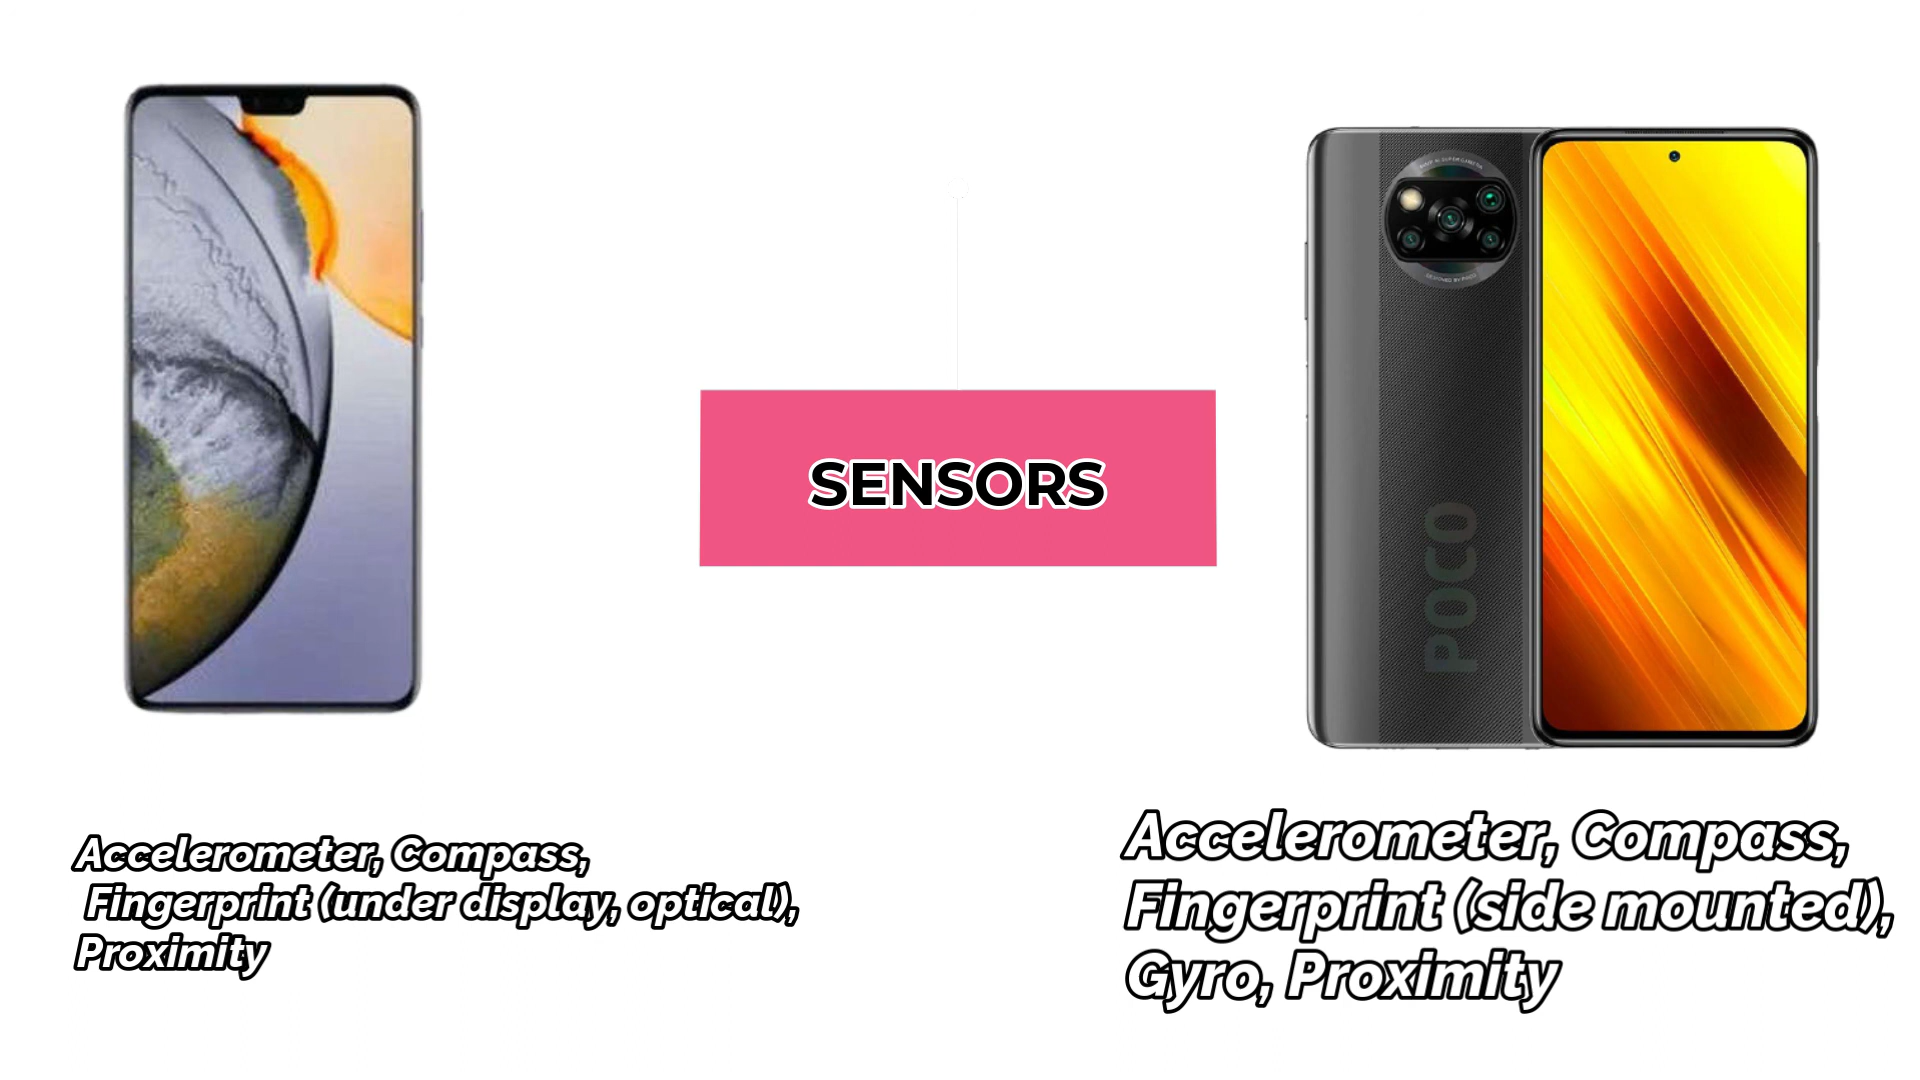 SENSORS
POCO
Accelerometer, Compass,
Fingerprint (under display, optical),
Proximity
Accelerometer, Compass,
Fingerprint (side mounted),
Gyro, Proximity